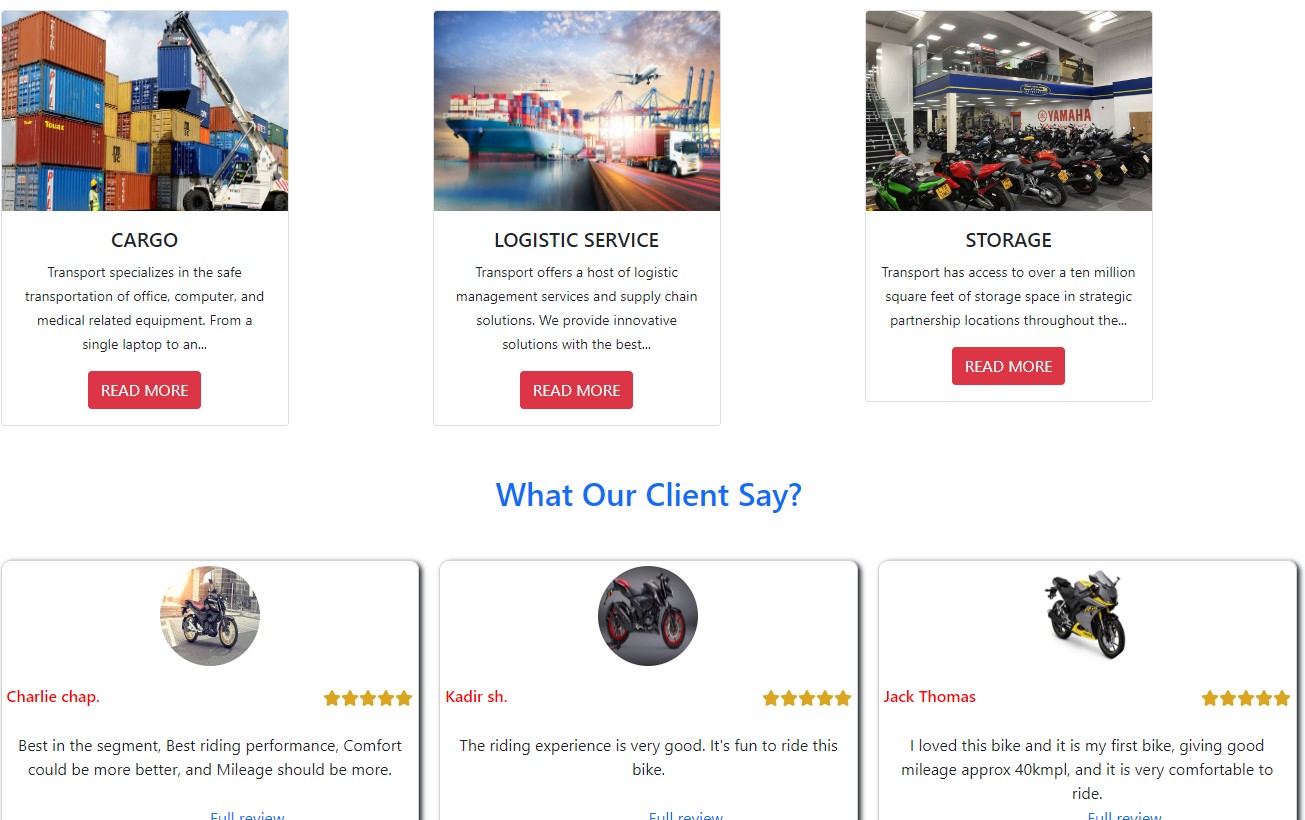 Touax
YAMAHA
CARGO
Transport specializes in the safe
transportation of office, computer, and
medical related equipment. From a
single laptop to an...
READ MORE
LOGISTIC SERVICE
Transport offers a host of logistic
management services and supply chain
solutions. We provide innovative
solutions with the best...
READ MORE
STORAGE
Transport has access to over a ten million
square feet of storage space in strategic
partnership locations throughout the...
READ MORE
What Our Client Say?
Charlie chap.
Best in the segment, Best riding performance, Comfort
could be more better, and Mileage should be more.
Full review
Kadir sh.
The riding experience is very good. It's fun to ride this
bike.
Full review
Jack Thomas
I loved this bike and it is my first bike, giving good
mileage approx 40kmpl, and it is very comfortable to
ride.
Full review